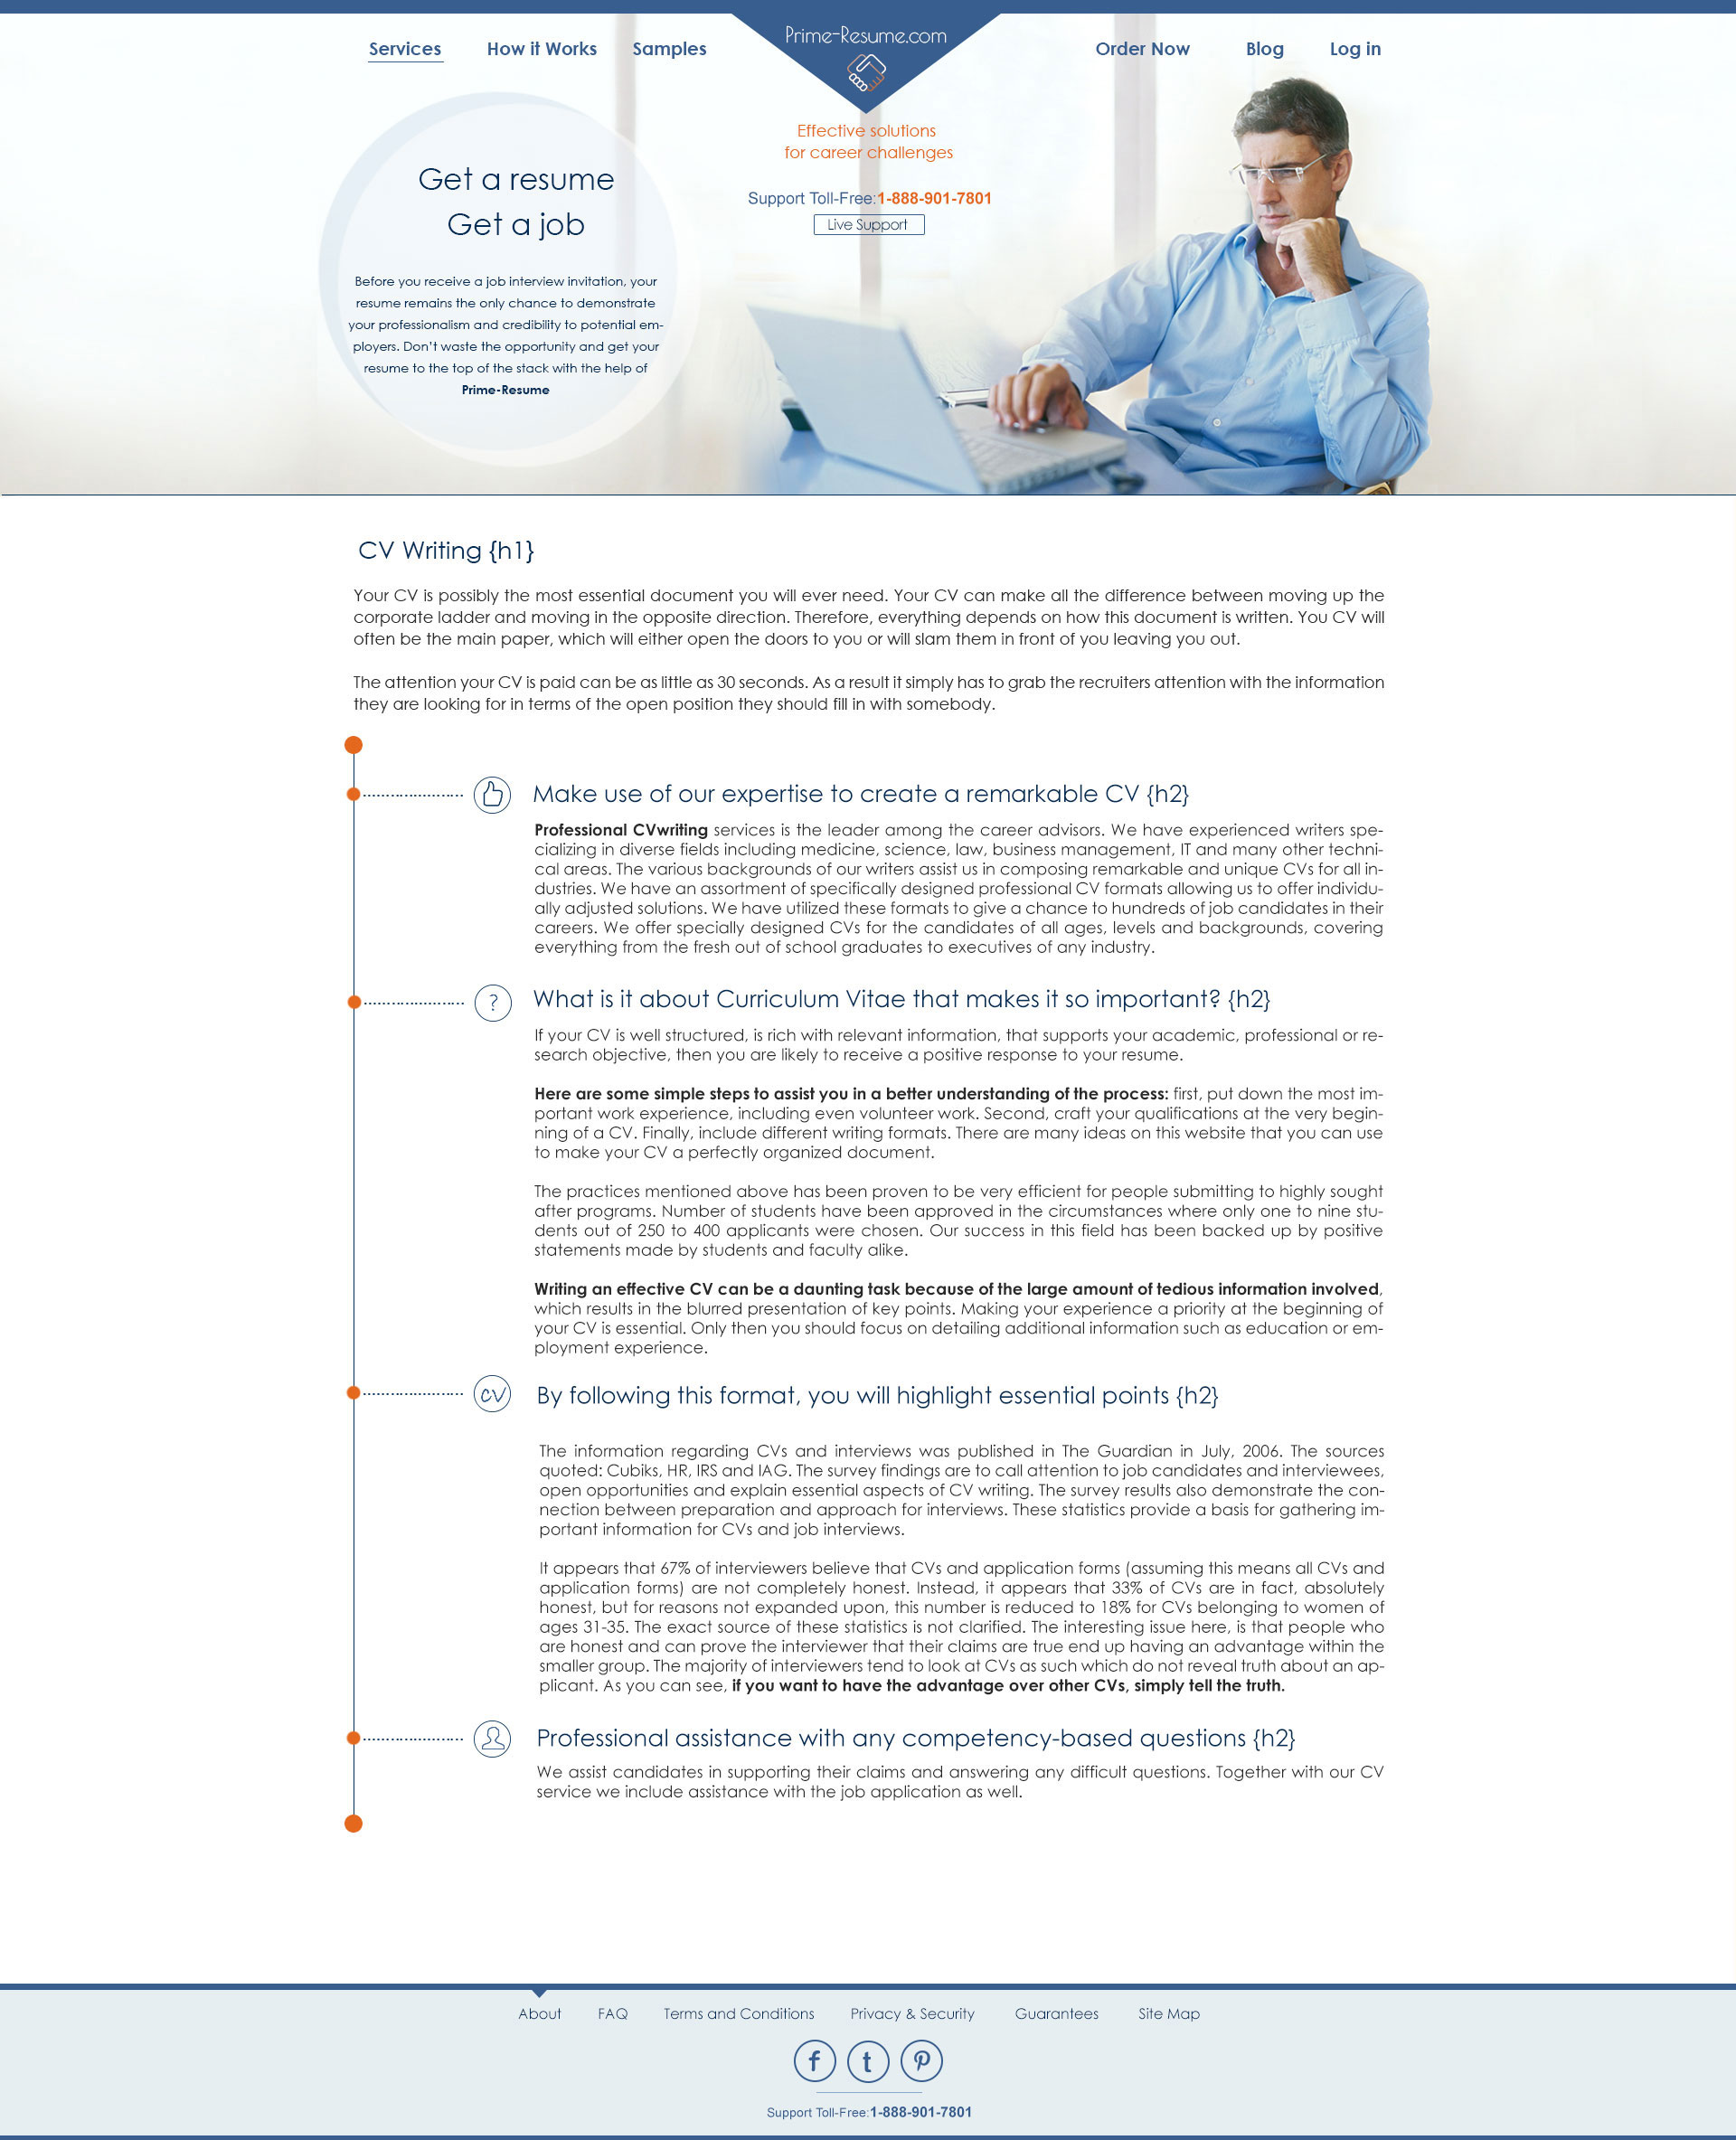 Services How it Works Samples Prime-Resume.com Order Now Blog Log in
Effective solutions
for career challenges
Support Toll-Free:1-888-901-7801
Live Support
Get a resume
Get a job
Before you receive a job interview invitation, your
resume remains the only chance to demonstrate
your professionalism and credibility to potential em-
ployers. Don't waste the opportunity and get your
resume to the top of the stack with the help of
Prime-Resume
CV Writing {h1}
Your CV is possibly the most essential document you will ever need. Your CV can make all the difference between moving up the
corporate ladder and moving in the opposite direction. Therefore, everything depends on how this document is written. You CV will
often be the main paper, which will either open the doors to you or will slam them in front of you leaving you out.
The attention your CV is paid can be as little as 30 seconds. As a result it simply has to grab the recruiters attention with the information
they are looking for in terms of the open position they should fill in with somebody.
Make use of our expertise to create a remarkable CV {h2}
Professional CVwriting services is the leader among the career advisors. We have experienced writers spe-
cializing in diverse fields including medicine, science, law, business management, IT and many other techni-
cal areas. The various backgrounds of our writers assist us in composing remarkable and unique CVs for all in-
dustries. We have an assortment of specifically designed professional CV formats allowing us to offer individu-
ally adjusted solutions. We have utilized these formats to give a chance to hundreds of job candidates in their
careers. We offer specially designed CVs for the candidates of all ages, levels and backgrounds, covering
everything from the fresh out of school graduates to executives of any industry.
? What is it about Curriculum Vitae that makes it so important? {h2}
If your CV is well structured, is rich with relevant information, that supports your academic, professional or re-
search objective, then you are likely to receive a positive response to your resume.
Here are some simple steps to assist you in a better understanding of the process: first, put down the most im-
portant work experience, including even volunteer work. Second, craft your qualifications at the very begin-
ning of a CV. Finally, include different writing formats. There are many ideas on this website that you can use
to make your CV a perfectly organized document.
The practices mentioned above has been proven to be very efficient for people submitting to highly sought
after programs. Number of students have been approved in the circumstances where only one to nine stu-
dents out of 250 to 400 applicants were chosen. Our success in this field has been backed up by positive
statements made by students and faculty alike.
Writing an effective CV can be a daunting task because of the large amount of tedious information involved,
which results in the blurred presentation of key points. Making your experience a priority at the beginning of
your CV is essential. Only then you should focus on detailing additional information such as education or em-
ployment experience.
CV By following this format, you will highlight essential points {h2}
The information regarding CVs and interviews was published in The Guardian in July, 2006. The sources
quoted: Cubiks, HR, IRS and IAG. The survey findings are to call attention to job candidates and interviewees,
open opportunities and explain essential aspects of CV writing. The survey results also demonstrate the con-
nection between preparation and approach for interviews. These statistics provide a basis for gathering im-
portant information for CVs and job interviews.
It appears that 67% of interviewers believe that CVs and application forms (assuming this means all CVs and
application forms) are not completely honest. Instead, it appears that 33% of CVs are in fact, absolutely
honest, but for reasons not expanded upon, this number is reduced to 18% for CVs belonging to women of
ages 31-35. The exact source of these statistics is not clarified. The interesting issue here, is that people who
are honest and can prove the interviewer that their claims are true end up having an advantage within the
smaller group. The majority of interviewers tend to look at CVs as such which do not reveal truth about an ap-
plicant. As you can see, if you want to have the advantage over other CVs, simply tell the truth.
Professional assistance with any competency-based questions {h2}
We assist candidates in supporting their claims and answering any difficult questions. Together with our CV
service we include assistance with the job application as well.
About FAQ Terms and Conditions Privacy & Security Guarantees Site Map
f t p
Support Toll-Free:1-888-901-7801